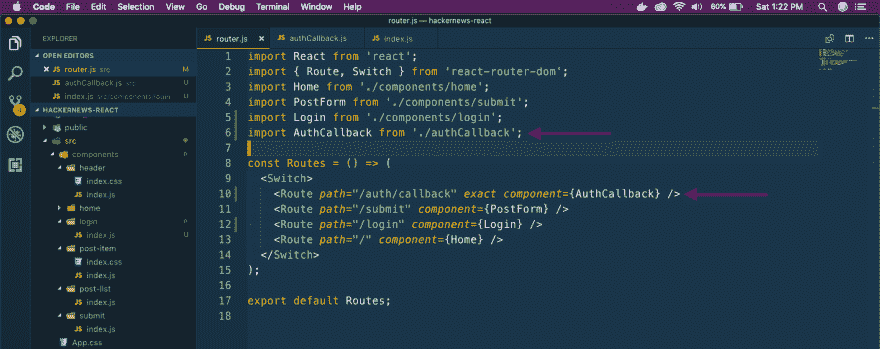 Code File Edit Selection View Go Debug Terminal Window Help 60% Sat 1:22 PM
router.js — hackernews-react
EXPLORER
OPEN EDITORS
router.js src M
authCallback.js src U
index.js src/components/login U
HACKERNEWS-REACT
public
src
components
header
index.css
index.js
home
login
index.js U
post-item
index.css
index.js
post-list
index.js
submit
index.js
App.css
router.js authCallback.js index.js
1 import React from 'react';
2 import { Route, Switch } from 'react-router-dom';
3 import Home from './components/home';
4 import PostForm from './components/submit';
5 import Login from './components/login';
6 import AuthCallback from './authCallback';
7
8 const Routes = () => (
9 <Switch>
10 <Route path="/auth/callback" exact component={AuthCallback} />
11 <Route path="/submit" component={PostForm} />
12 <Route path="/login" component={Login} />
13 <Route path="/" component={Home} />
14 </Switch>
15 );
16
17 export default Routes;
18